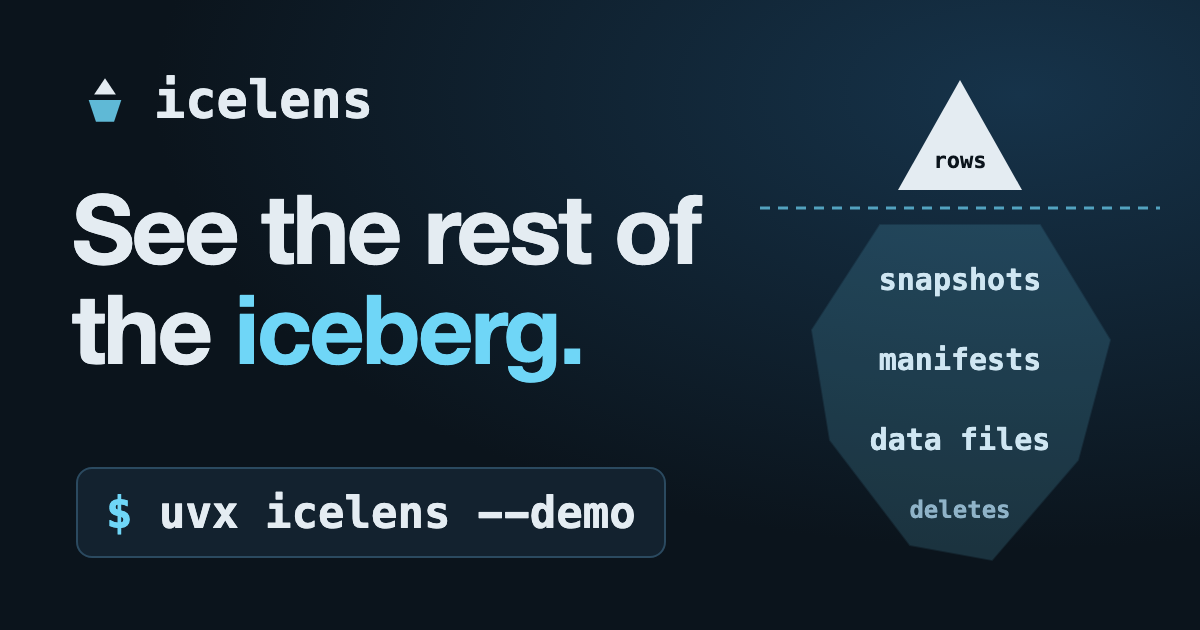 icelens
See the rest of
the iceberg.
$ uvx icelens --demo
rows
snapshots
manifests
data files
deletes